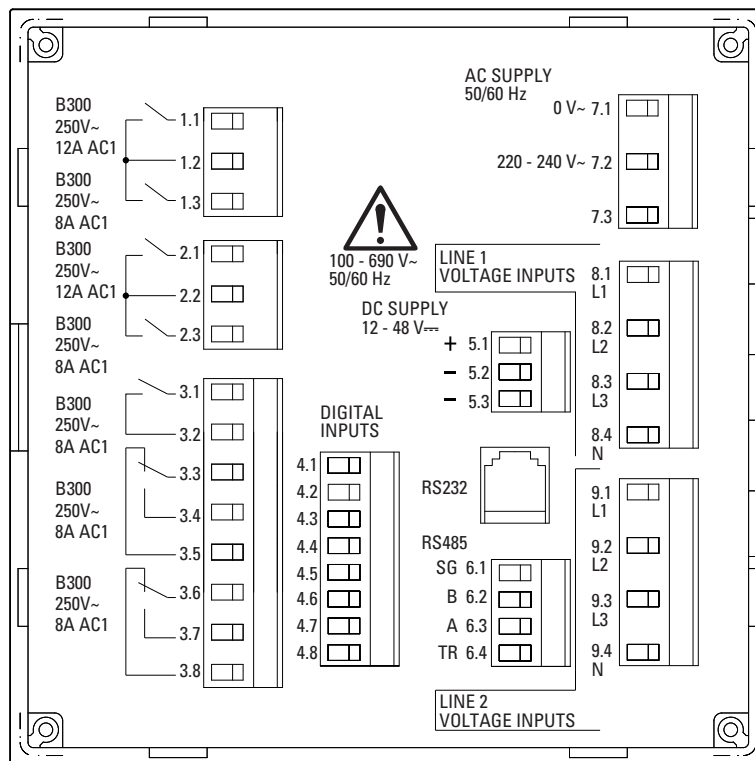 B300
250V~
12A AC1
1.1
1.2
1.3
B300
250V~
8A AC1
B300
250V~
12A AC1
2.1
2.2
2.3
B300
250V~
8A AC1
3.1
B300
250V~
8A AC1
3.2
3.3
B300
250V~
8A AC1
3.4
3.5
B300
250V~
8A AC1
3.6
3.7
3.8
100 - 690 V~
50/60 Hz
DIGITAL
INPUTS
4.1
4.2
4.3
4.4
4.5
4.6
4.7
4.8
AC SUPPLY
50/60 Hz
0 V~ 7.1
220 - 240 V~ 7.2
7.3
LINE 1
VOLTAGE INPUTS
8.1
L1
8.2
L2
8.3
L3
8.4
N
DC SUPPLY
12 - 48 V⎓
+ 5.1
- 5.2
- 5.3
RS232
RS485
SG 6.1
B 6.2
A 6.3
TR 6.4
9.1
L1
9.2
L2
9.3
L3
9.4
N
LINE 2
VOLTAGE INPUTS